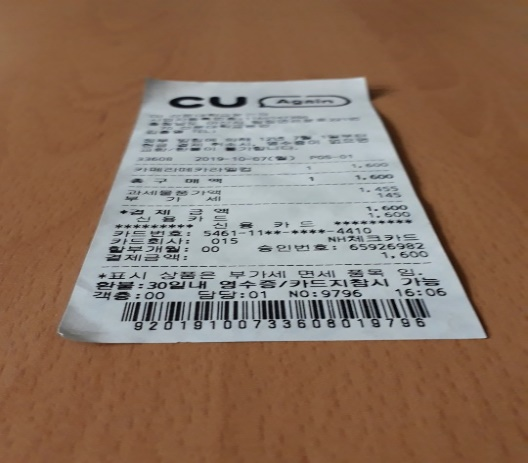 CU Again
33608 2019-10-07(월) POS-01
카페라떼카라멜컵 1 1,600
총 구 매 액 1 1,600
과세물품가액 1,455
부 가 세 145
*결 제 금 액 1,600
신 용 카 드 1,600
********* 신 용 카 드 *********
카드번호: 5461-11**-****-4410
카드회사: 015 NH체크카드
할부개월: 00 승인번호: 65926982
결제금액: 1,600
*표시 상품은 부가세 면세 품목 임.
환불:30일내 영수증/카드지참시 가능
객층:00 담당:01 NO:9796 16:06
9201910073360801979​6